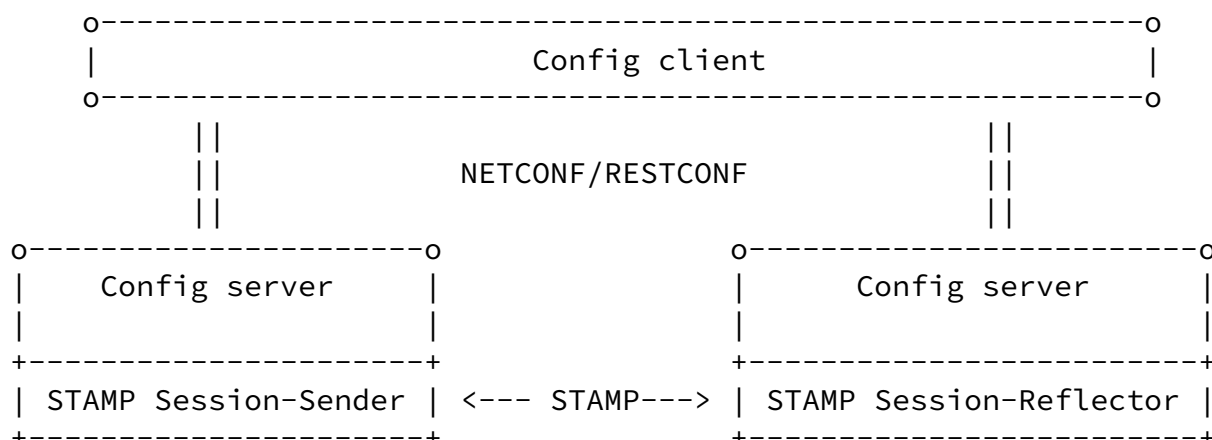 Config client
NETCONF/RESTCONF
Config server Config server
STAMP Session-Sender <--- STAMP---> STAMP Session-Reflector